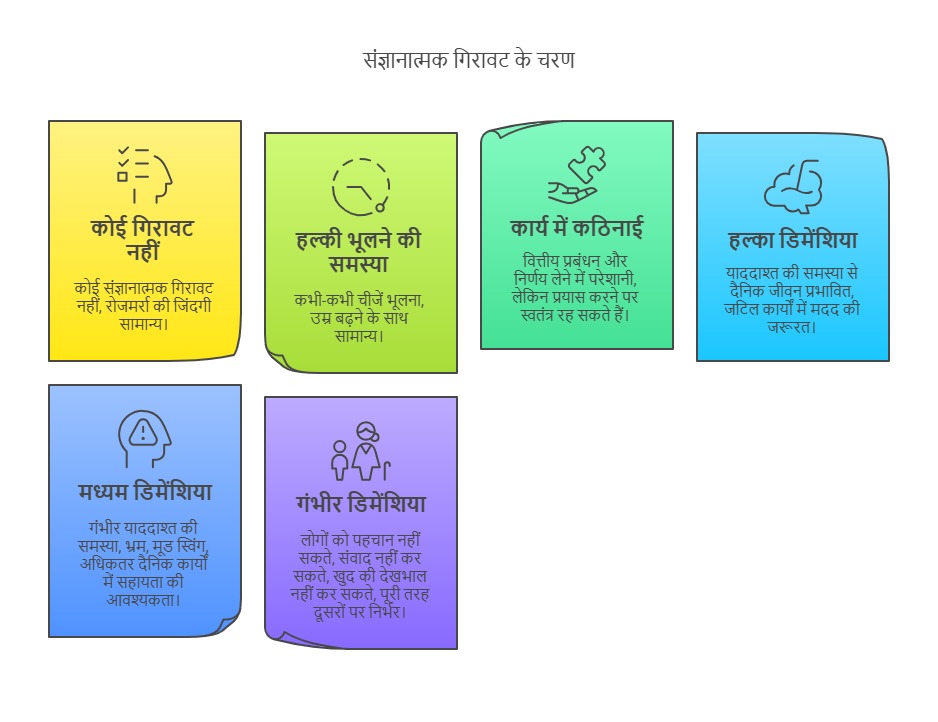 संज्ञानात्मक गिरावट के चरण
कोई गिरावट
नहीं
कोई संज्ञानात्मक गिरावट
नहीं, रोजमर्रा की जिंदगी
सामान्य।
हल्की भूलने की
समस्या
कभी-कभी चीजें भूलना,
उम्र बढ़ने के साथ
सामान्य।
कार्य में कठिनाई
वित्तीय प्रबंधन और
निर्णय लेने में परेशानी,
लेकिन प्रयास करने पर
स्वतंत्र रह सकते हैं।
हल्का डिमेंशिया
याददाश्त की समस्या से
दैनिक जीवन प्रभावित,
जटिल कार्यों में मदद की
जरूरत।
मध्यम डिमेंशिया
गंभीर याददाश्त की
समस्या, भ्रम, मूड स्विंग,
अधिकतर दैनिक कार्यों
में सहायता की
आवश्यकता।
गंभीर डिमेंशिया
लोगों को पहचान नहीं
सकते, संवाद नहीं कर
सकते, खुद की देखभाल
नहीं कर सकते, पूरी तरह
दूसरों पर निर्भर।